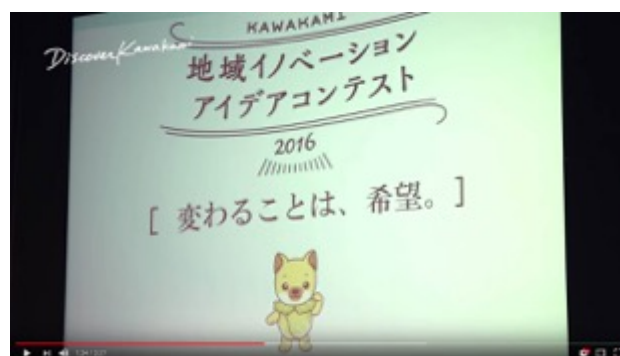 KAWAKAMI
Discover Kawakami
地域イノベーション
アイデアコンテスト
2016
[ 変わることは、希望。 ]